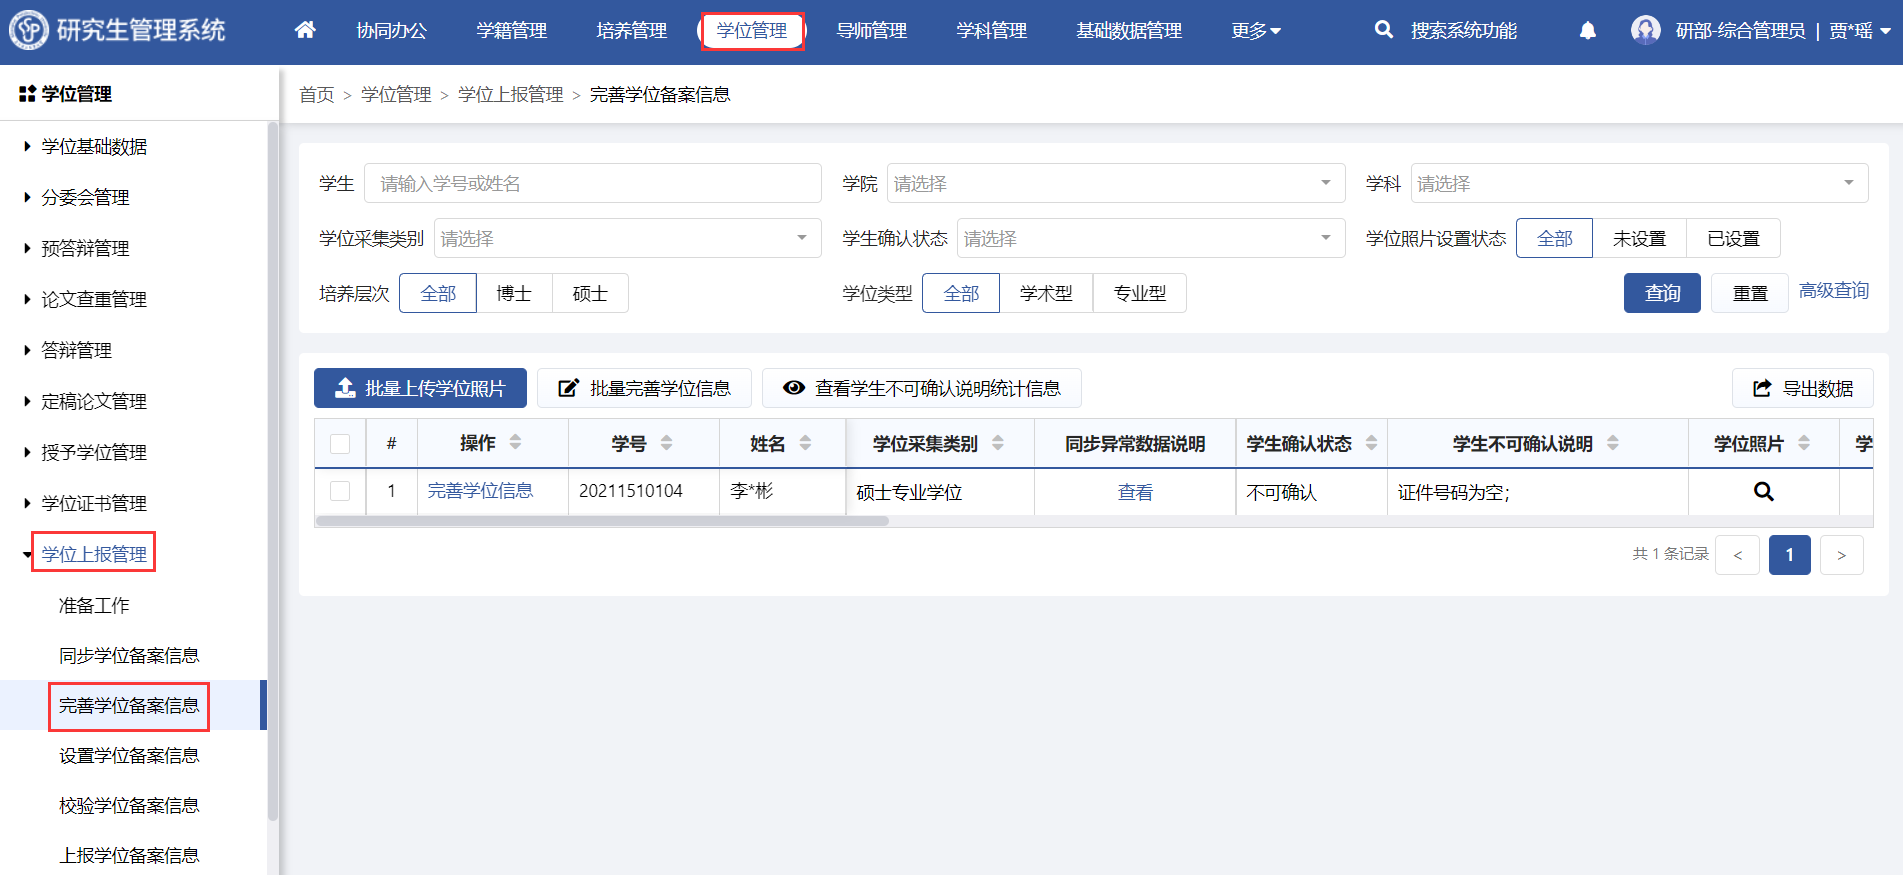 研究生管理系统 协同办公 学籍管理 培养管理 学位管理 导师管理 学科管理 基础数据管理 更多 搜索系统功能 研部-综合管理员 | 贾*瑶
学位管理
首页 > 学位管理 > 学位上报管理 > 完善学位备案信息
学位基础数据
分委会管理
预答辩管理
论文查重管理
答辩管理
定稿论文管理
授予学位管理
学位证书管理
学位上报管理
准备工作
同步学位备案信息
完善学位备案信息
设置学位备案信息
校验学位备案信息
上报学位备案信息
学生 请输入学号或姓名 学院 请选择 学科 请选择
学位采集类别 请选择 学生确认状态 请选择 学位照片设置状态 全部 未设置 已设置
培养层次 全部 博士 硕士 学位类型 全部 学术型 专业型 查询 重置 高级查询
批量上传学位照片 批量完善学位信息 查看学生不可确认说明统计信息 导出数据
# 操作 学号 姓名 学位采集类别 同步异常数据说明 学生确认状态 学生不可确认说明 学位照片 学
1 完善学位信息 20211510104 李*彬 硕士专业学位 查看 不可确认 证件号码为空；
共 1 条记录 < 1 >